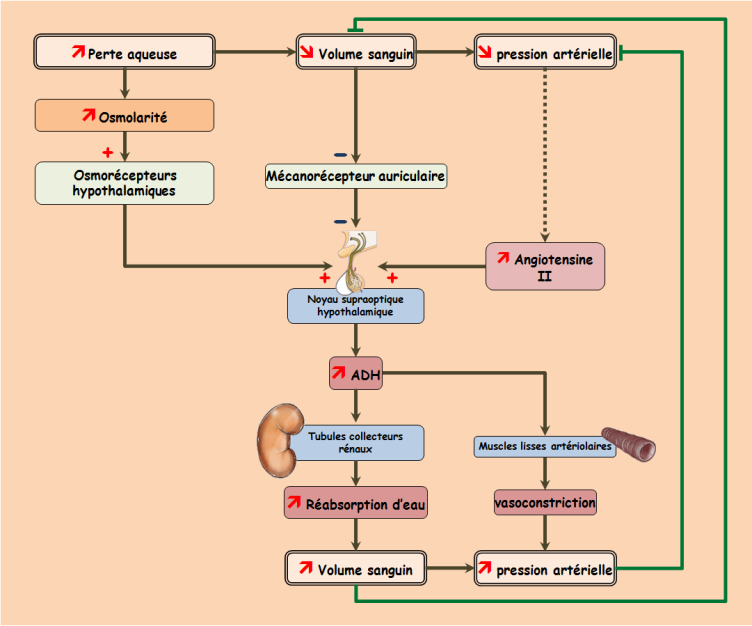 Perte aqueuse
Volume sanguin
pression artérielle
Osmolarité
+
Osmorécepteurs
hypothalamiques
-
Mécanorécepteur auriculaire
-
Angiotensine
II
+
+
Noyau supraoptique
hypothalamique
ADH
Tubules collecteurs
rénaux
Muscles lisses artériolaires
Réabsorption d'eau
vasoconstriction
Volume sanguin
pression artérielle